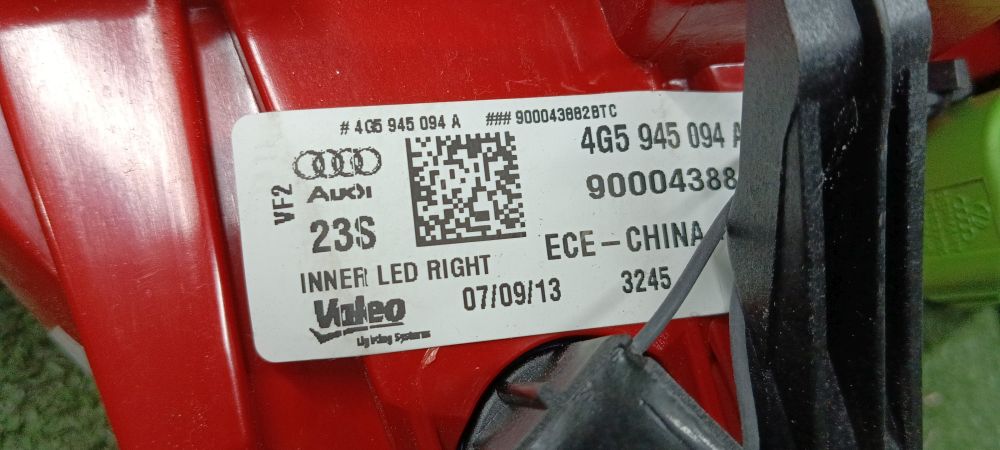 # 4G5 945 094 A ### 900043882BTC
4G5 945 094 A
90004388
VF2
Audi
23S
ECE-CHINA
INNER LED RIGHT
07/09/13
3245
Valeo
Lighting Systems